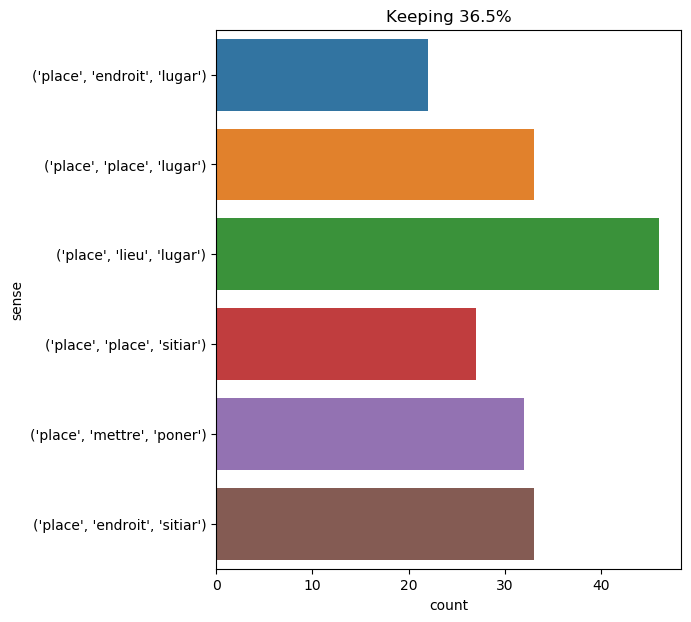 Keeping 36.5%
('place', 'endroit', 'lugar')
('place', 'place', 'lugar')
('place', 'lieu', 'lugar')
('place', 'place', 'sitiar')
('place', 'mettre', 'poner')
('place', 'endroit', 'sitiar')
sense
0 10 20 30 40
count